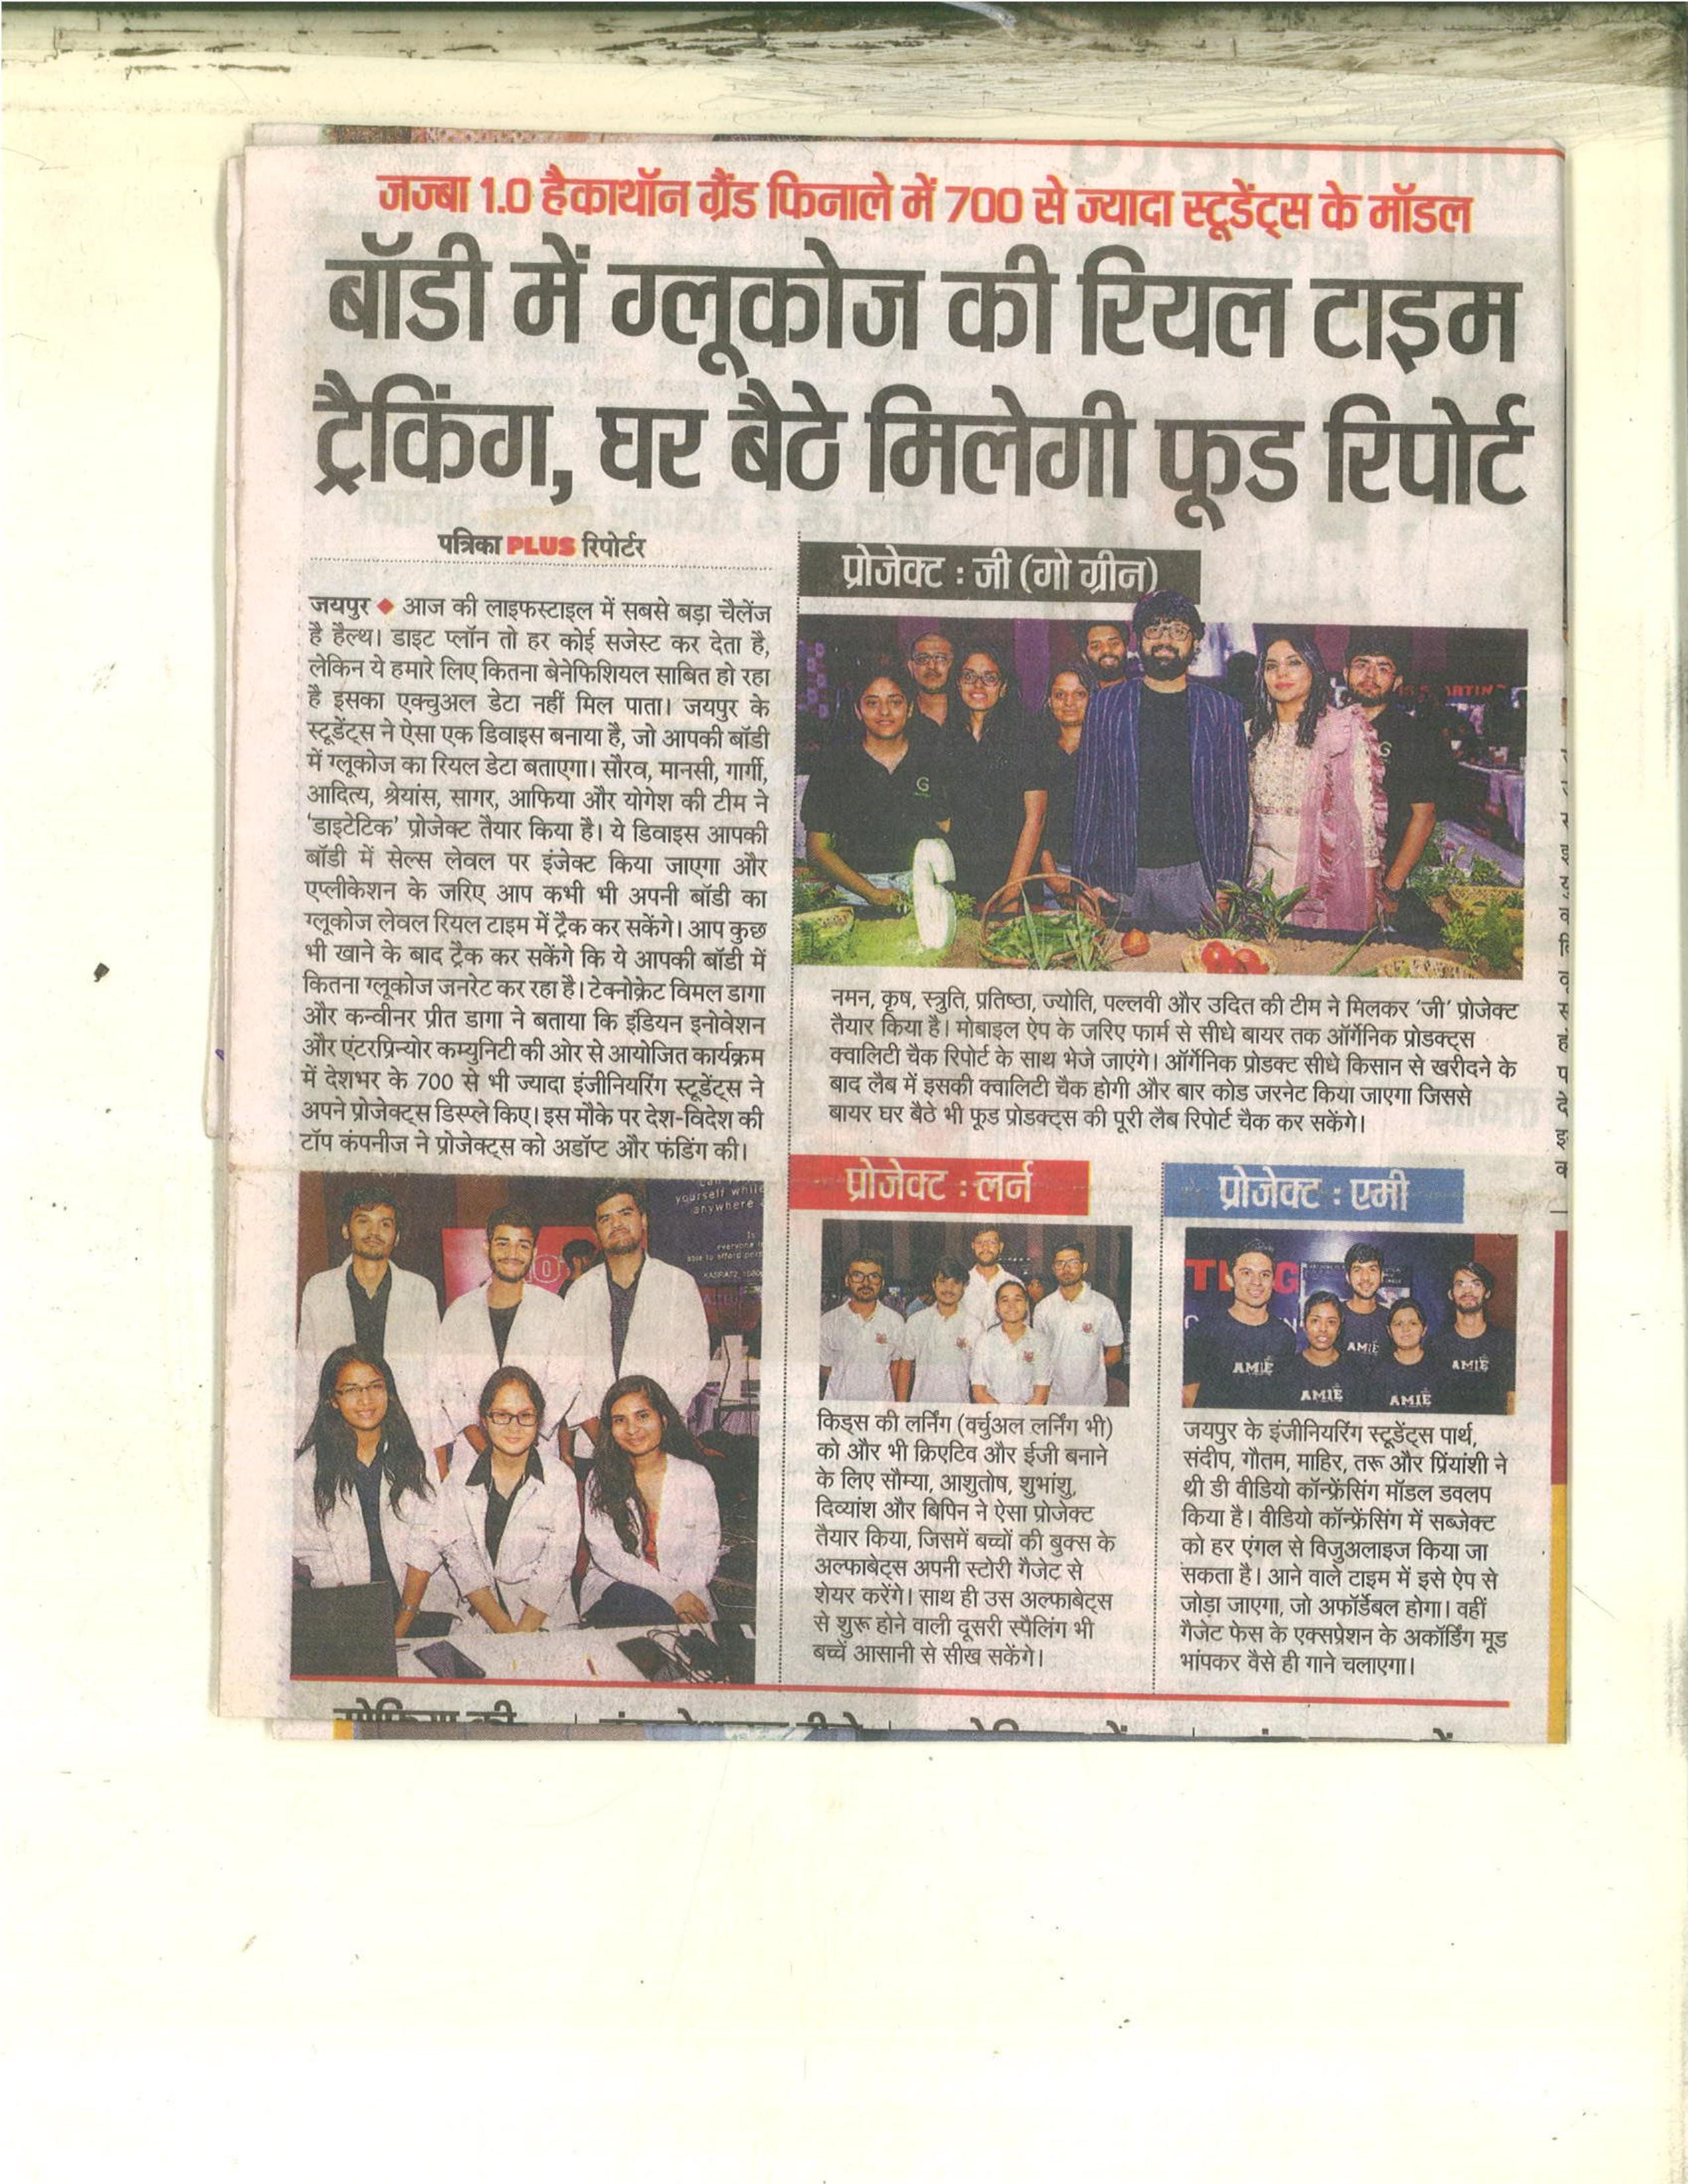 जज्बा 1.0 हैकाथॉन ग्रैंड फिनाले में 700 से ज्यादा स्टूडेंट्स के मॉडल
बॉडी में ग्लूकोज की रियल टाइम
ट्रैकिंग, घर बैठे मिलेगी फूड रिपोर्ट
पत्रिका PLUS रिपोर्टर
जयपुर ◆ आज की लाइफस्टाइल में सबसे बड़ा चैलेंज
है हैल्थ। डाइट प्लॉन तो हर कोई सजेस्ट कर देता है,
लेकिन ये हमारे लिए कितना बेनेफिशियल साबित हो रहा
है इसका एक्चुअल डेटा नहीं मिल पाता। जयपुर के
स्टूडेंट्स ने ऐसा एक डिवाइस बनाया है, जो आपकी बॉडी
में ग्लूकोज का रियल डेटा बताएगा। सौरव, मानसी, गार्गी,
आदित्य, श्रेयांस, सागर, आफिया और योगेश की टीम ने
'डाइटेटिक' प्रोजेक्ट तैयार किया है। ये डिवाइस आपकी
बॉडी में सेल्स लेवल पर इंजेक्ट किया जाएगा और
एप्लीकेशन के जरिए आप कभी भी अपनी बॉडी का
ग्लूकोज लेवल रियल टाइम में ट्रैक कर सकेंगे। आप कुछ
भी खाने के बाद ट्रैक कर सकेंगे कि ये आपकी बॉडी में
कितना ग्लूकोज जनरेट कर रहा है। टेक्नोक्रेट विमल डागा
और कन्वीनर प्रीत डागा ने बताया कि इंडियन इनोवेशन
और एंटरप्रिन्योर कम्युनिटी की ओर से आयोजित कार्यक्रम
में देशभर के 700 से भी ज्यादा इंजीनियरिंग स्टूडेंट्स ने
अपने प्रोजेक्ट्स डिस्प्ले किए। इस मौके पर देश-विदेश की
टॉप कंपनीज ने प्रोजेक्ट्स को अडॉप्ट और फंडिंग की।
yourself while
anywhere
प्रोजेक्ट : जी (गो ग्रीन)
G
G
नमन, कृष, स्त्रुति, प्रतिष्ठा, ज्योति, पल्लवी और उदित की टीम ने मिलकर 'जी' प्रोजेक्ट
तैयार किया है। मोबाइल ऐप के जरिए फार्म से सीधे बायर तक ऑर्गेनिक प्रोडक्ट्स
क्वालिटी चैक रिपोर्ट के साथ भेजे जाएंगे। ऑर्गेनिक प्रोडक्ट सीधे किसान से खरीदने के
बाद लैब में इसकी क्वालिटी चैक होगी और बार कोड जरनेट किया जाएगा जिससे
बायर घर बैठे भी फूड प्रोडक्ट्स की पूरी लैब रिपोर्ट चैक कर सकेंगे।
प्रोजेक्ट : लर्न
किड्स की लर्निंग (वर्चुअल लर्निंग भी)
को और भी क्रिएटिव और ईजी बनाने
के लिए सौम्या, आशुतोष, शुभांशु,
दिव्यांश और बिपिन ने ऐसा प्रोजेक्ट
तैयार किया, जिसमें बच्चों की बुक्स के
अल्फाबेट्स अपनी स्टोरी गैजेट से
शेयर करेंगे। साथ ही उस अल्फाबेट्स
से शुरू होने वाली दूसरी स्पैलिंग भी
बच्चें आसानी से सीख सकेंगे।
प्रोजेक्ट : एमी
AMIE
AMIE
AMIE
AMIE
AMIE
जयपुर के इंजीनियरिंग स्टूडेंट्स पार्थ,
संदीप, गौतम, माहिर, तरू और प्रियांशी ने
थ्री डी वीडियो कॉन्फ्रेंसिंग मॉडल डवलप
किया है। वीडियो कॉन्फ्रेंसिंग में सब्जेक्ट
को हर एंगल से विजुअलाइज किया जा
सकता है। आने वाले टाइम में इसे ऐप से
जोड़ा जाएगा, जो अफॉर्डेबल होगा। वहीं
गैजेट फेस के एक्सप्रेशन के अकॉर्डिंग मूड
भांपकर वैसे ही गाने चलाएगा।